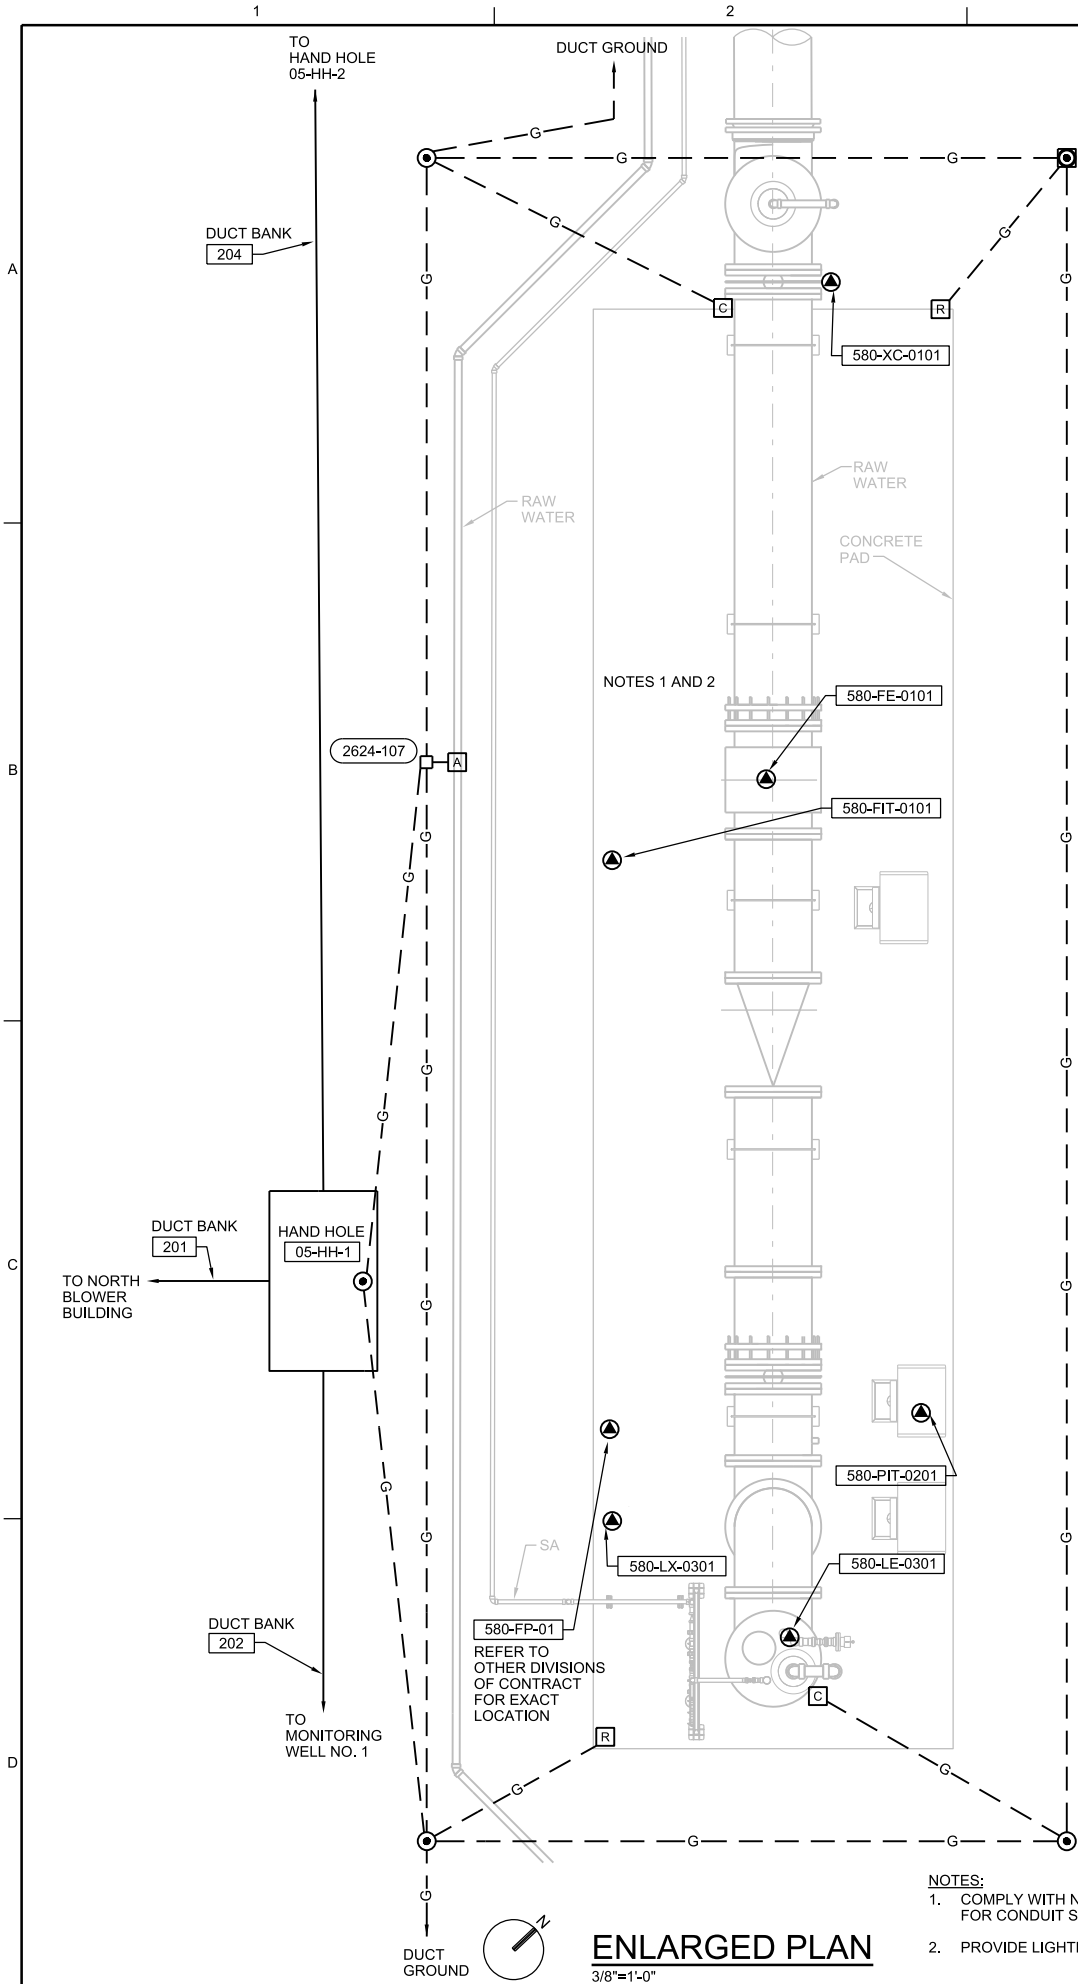 1
2
TO
HAND HOLE
05-HH-2
DUCT GROUND
G
G
G
G
G
DUCT BANK
204
A
G
G
C
R
580-XC-0101
RAW
WATER
RAW
WATER
CONCRETE
PAD
NOTES 1 AND 2
580-FE-0101
2624-107
A
B
580-FIT-0101
G
G
G
G
G
G
DUCT BANK
201
HAND HOLE
05-HH-1
C
TO NORTH
BLOWER
BUILDING
G
G
580-PIT-0201
G
G
G
SA
580-LX-0301
580-LE-0301
DUCT BANK
202
580-FP-01
REFER TO
OTHER DIVISIONS
OF CONTRACT
FOR EXACT
LOCATION
C
TO
MONITORING
WELL NO. 1
R
D
G
G
G
G
G
NOTES:
1. COMPLY WITH
FOR CONDUIT
2. PROVIDE
N
DUCT
GROUND
ENLARGED PLAN
3/8"=1'-0"